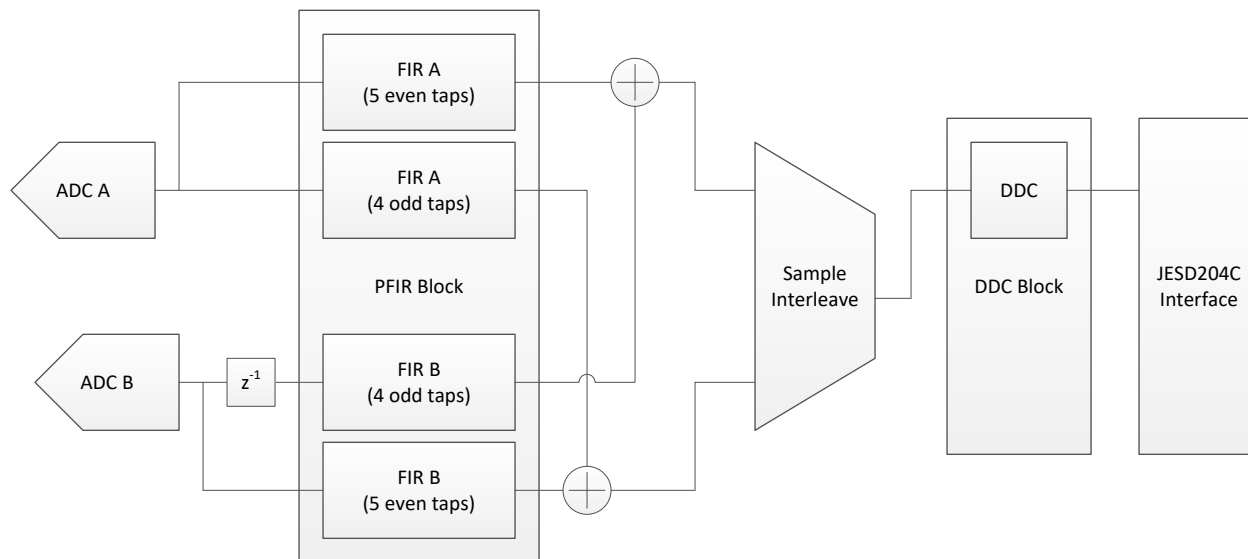 FIR A
(5 even taps)
ADC A
FIR A
(4 odd taps)
DDC
PFIR Block
Sample
Interleave
DDC Block
JESD204C
Interface
ADC B
z-1
FIR B
(4 odd taps)
FIR B
(5 even taps)